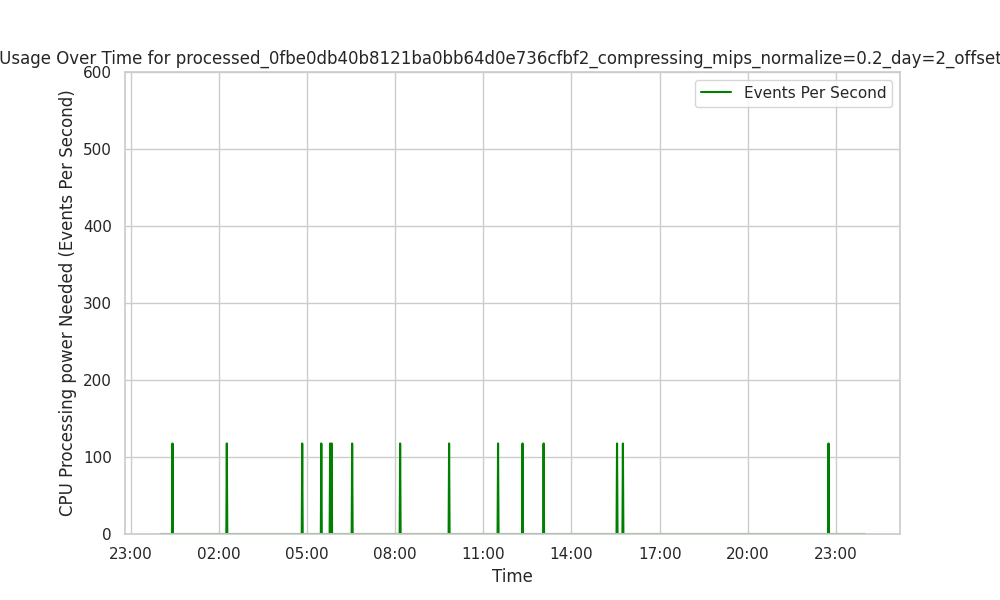 Usage Over Time for processed_0fbe0db40b8121ba0bb64d0e736cfbf2_compressing_mips_normalize=0.2_day=2_offset
Events Per Second
CPU Processing power Needed (Events Per Second)
600
500
400
300
200
100
0
23:00 02:00 05:00 08:00 11:00 14:00 17:00 20:00 23:00
Time